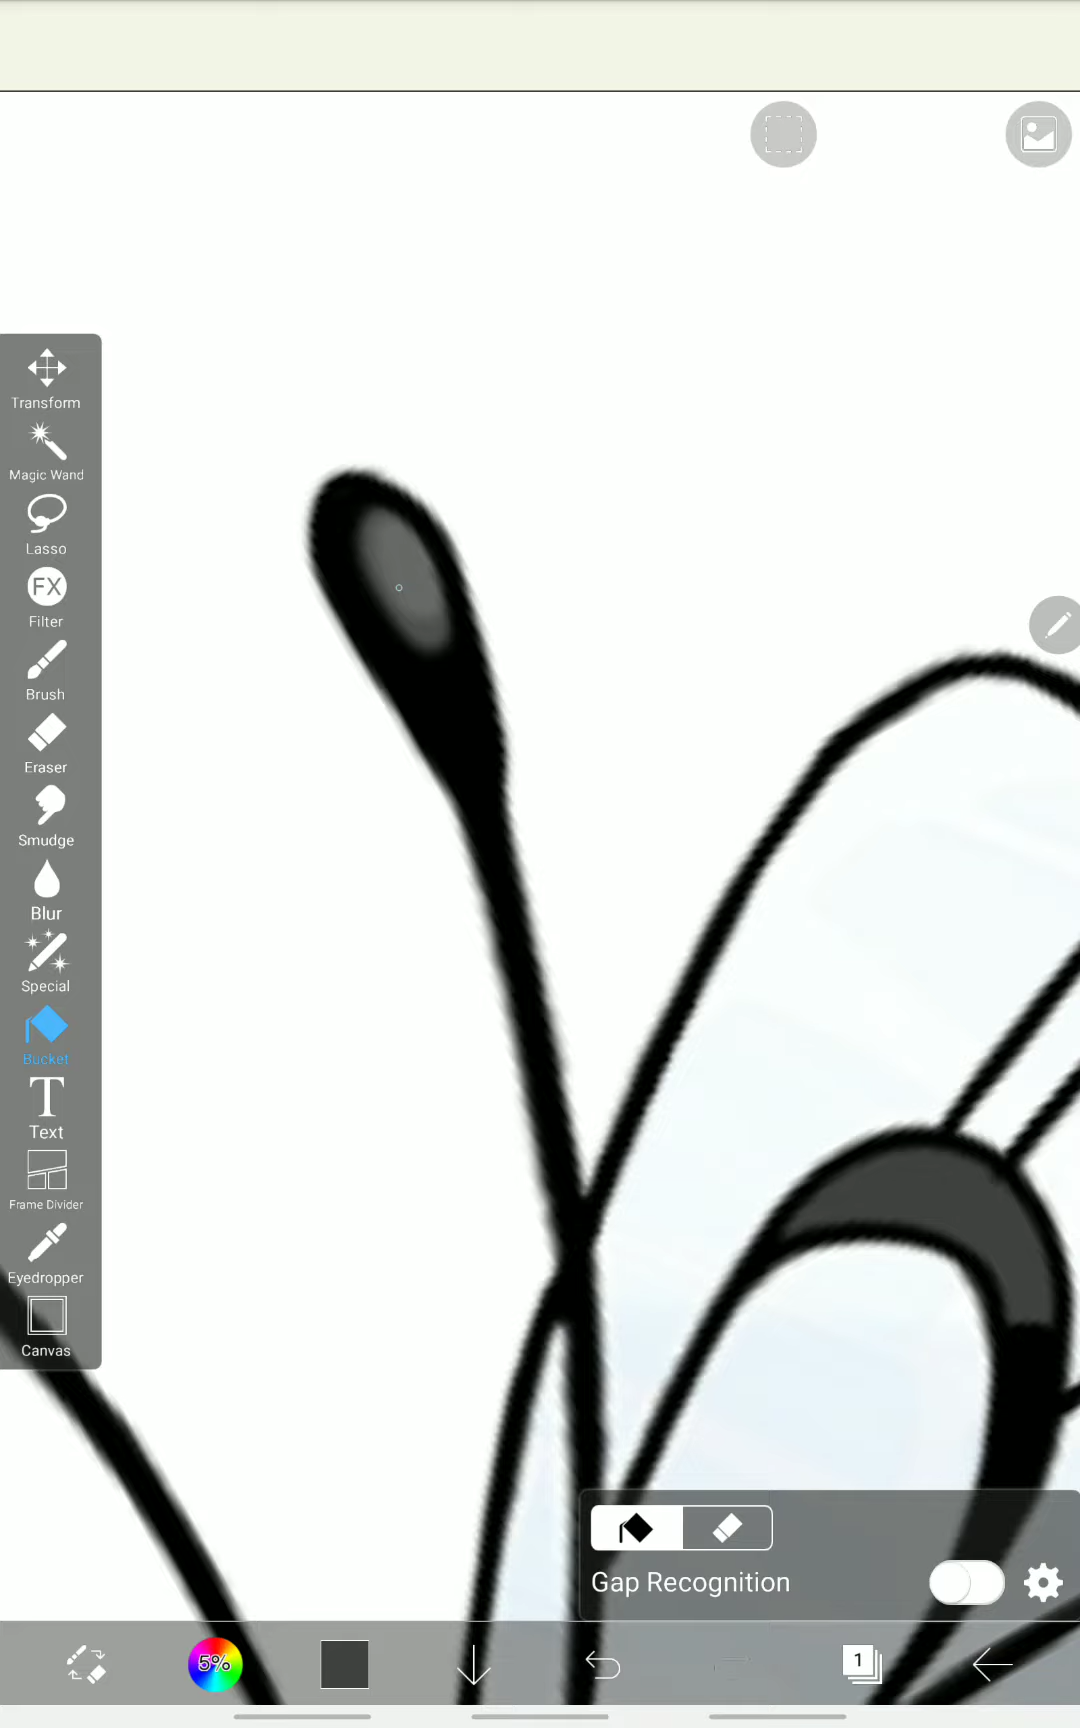 Transform
Magic Wand
Lasso
FX
Filter
Brush
Eraser
Smudge
Blur
Special
Bucket
T
Text
Frame Divider
Eyedropper
Canvas
Gap Recognition
5%
1